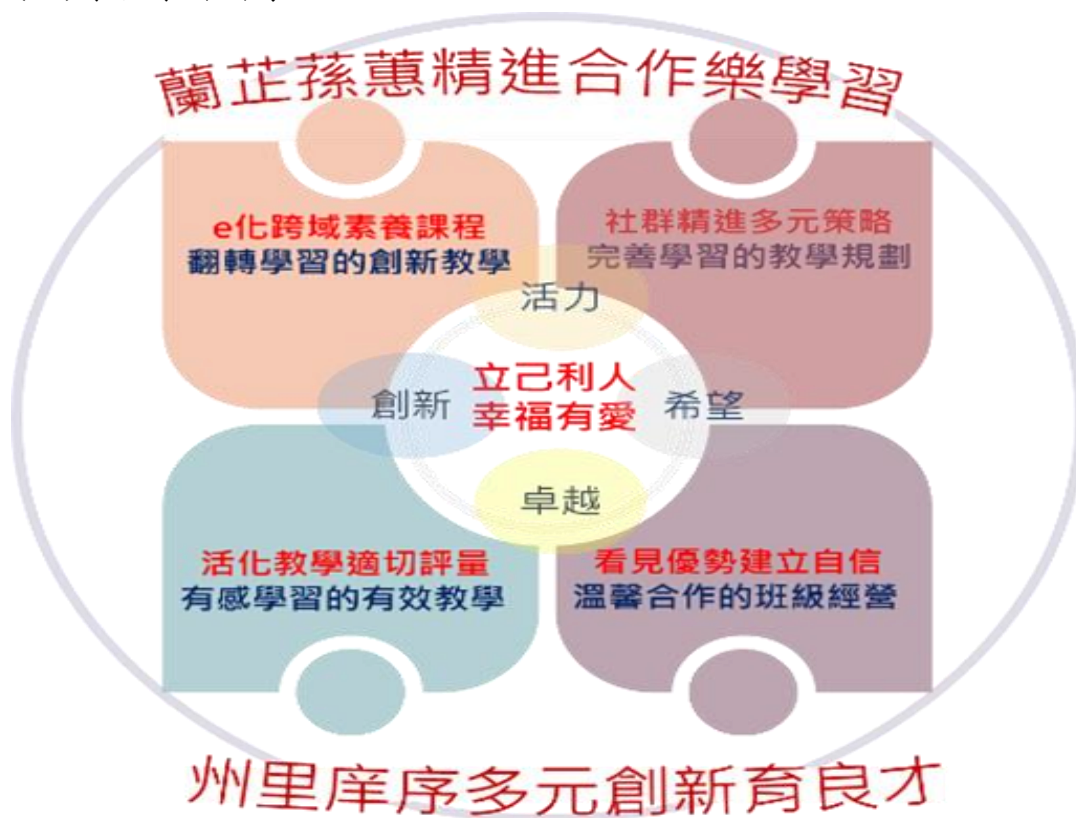 蘭芷蓀蕙精進合作樂學習
e化跨域素養課程
翻轉學習的創新教學
社群精進多元策略
完善學習的教學規劃
活力
創新
立己利人
幸福有愛
希望
卓越
活化教學適切評量
有感學習的有效教學
看見優勢建立自信
溫馨合作的班級經營
州里庠序多元創新育良才